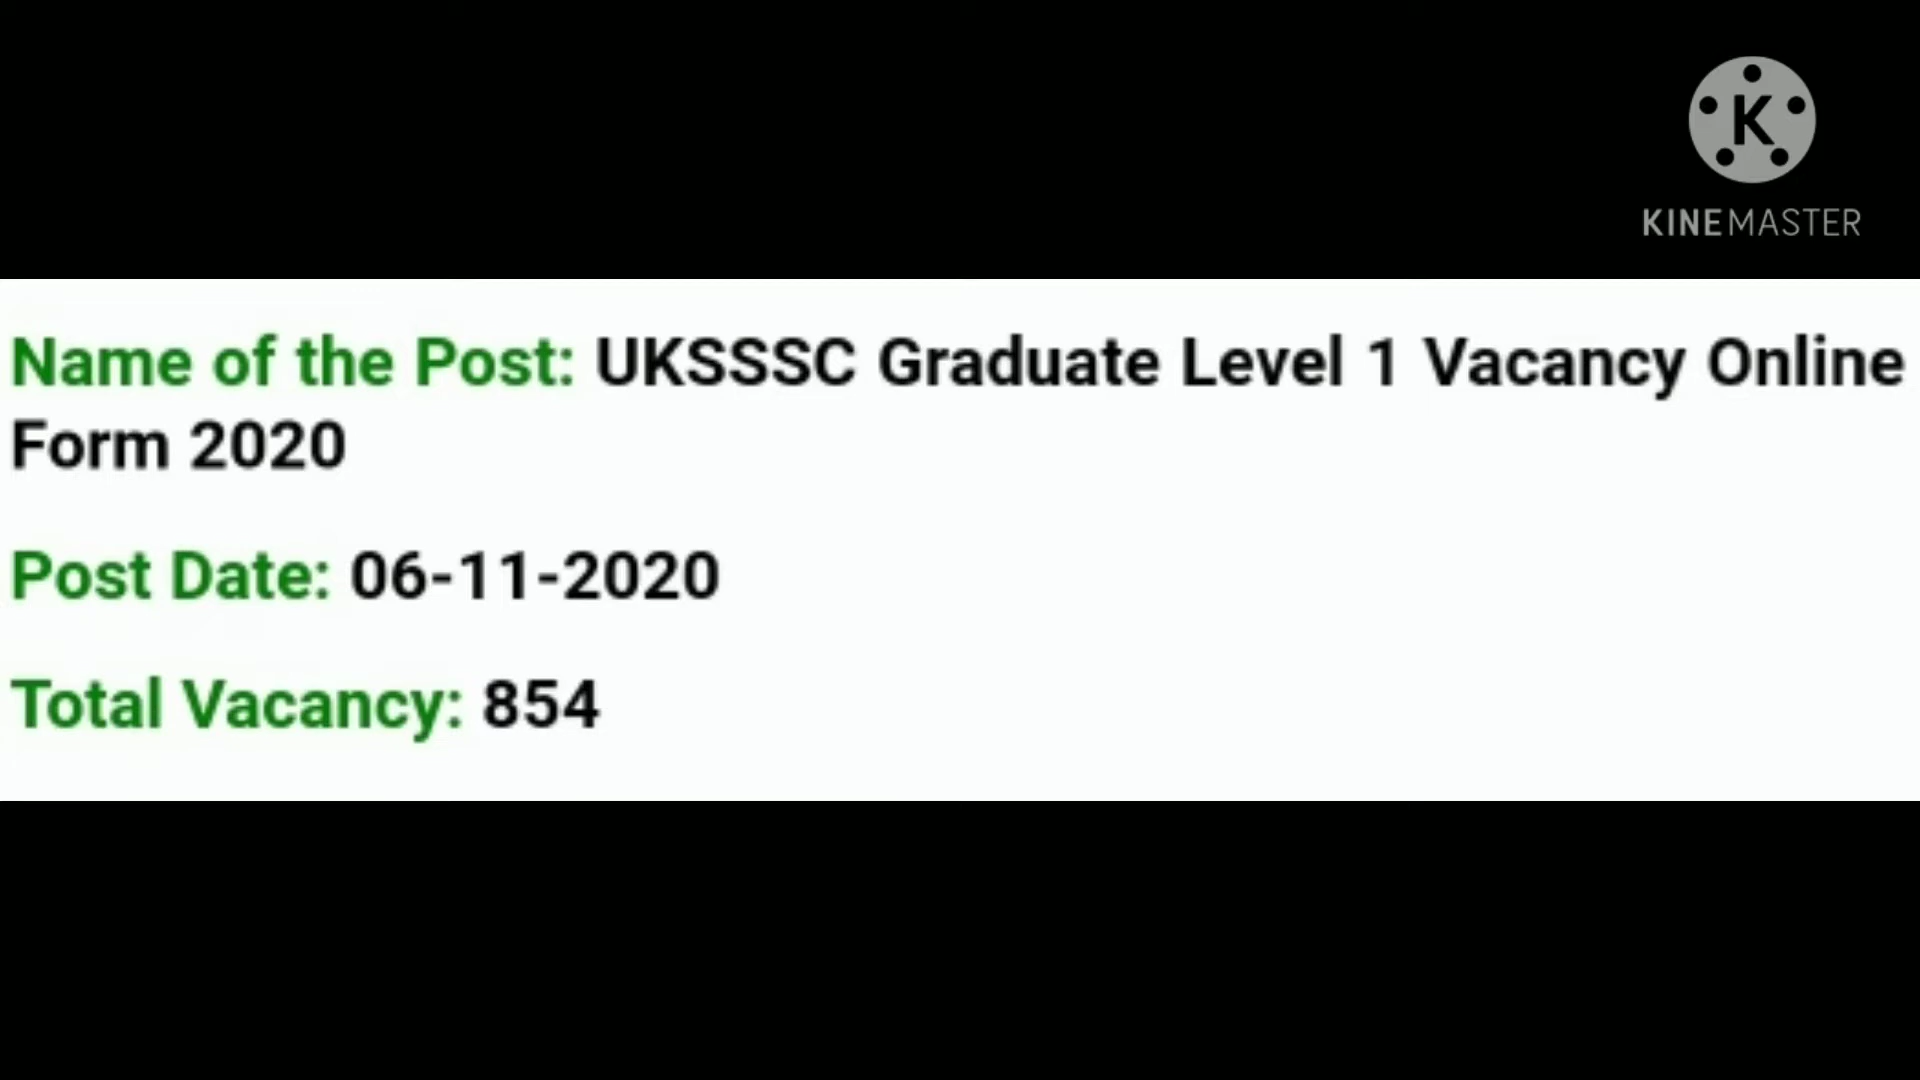 K
KINEMASTER
Name of the Post: UKSSSC Graduate Level 1 Vacancy Online
Form 2020
Post Date: 06-11-2020
Total Vacancy: 854